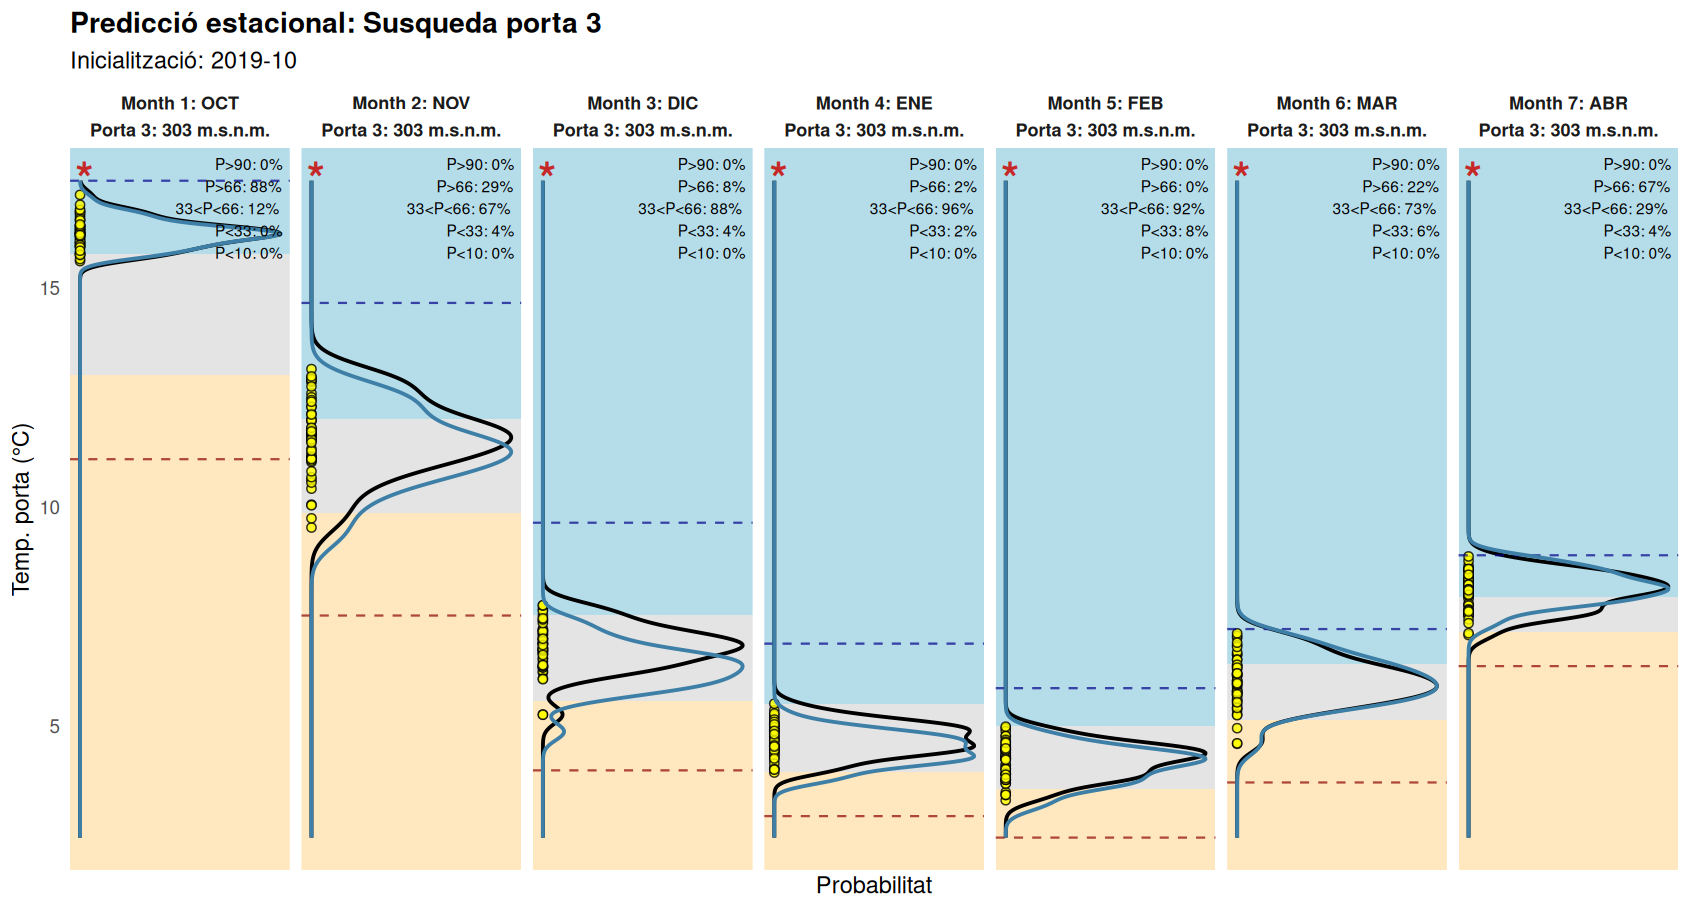 Predicció estacional: Susqueda porta 3
Inicialització: 2019-10
Month 1: OCT
Porta 3: 303 m.s.n.m.
Month 2: NOV
Porta 3: 303 m.s.n.m.
Month 3: DIC
Porta 3: 303 m.s.n.m.
Month 4: ENE
Porta 3: 303 m.s.n.m.
Month 5: FEB
Porta 3: 303 m.s.n.m.
Month 6: MAR
Porta 3: 303 m.s.n.m.
Month 7: ABR
Porta 3: 303 m.s.n.m.
*
P>90: 0%
P>66: 88%
33<P<66: 12%
P<33: 0%
P<10: 0%
*
P>90: 0%
P>66: 29%
33<P<66: 67%
P<33: 4%
P<10: 0%
*
P>90: 0%
P>66: 8%
33<P<66: 88%
P<33: 4%
P<10: 0%
*
P>90: 0%
P>66: 2%
33<P<66: 96%
P<33: 2%
P<10: 0%
*
P>90: 0%
P>66: 0%
33<P<66: 92%
P<33: 8%
P<10: 0%
*
P>90: 0%
P>66: 22%
33<P<66: 73%
P<33: 6%
P<10: 0%
*
P>90: 0%
P>66: 67%
33<P<66: 29%
P<33: 4%
P<10: 0%
15
10
5
Temp. porta (°C)
Probabilitat